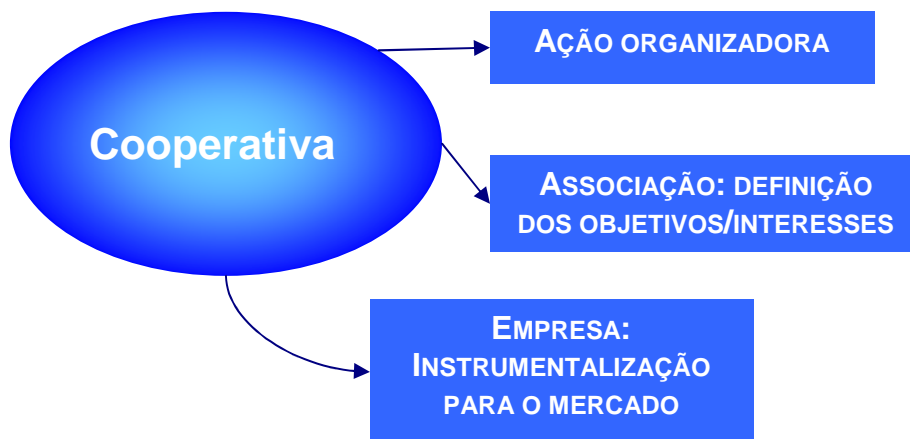 AÇÃO ORGANIZADORA
Cooperativa
ASSOCIAÇÃO: DEFINIÇÃO
DOS OBJETIVOS/INTERESSES
EMPRESA:
INSTRUMENTALIZAÇÃO
PARA O MERCADO